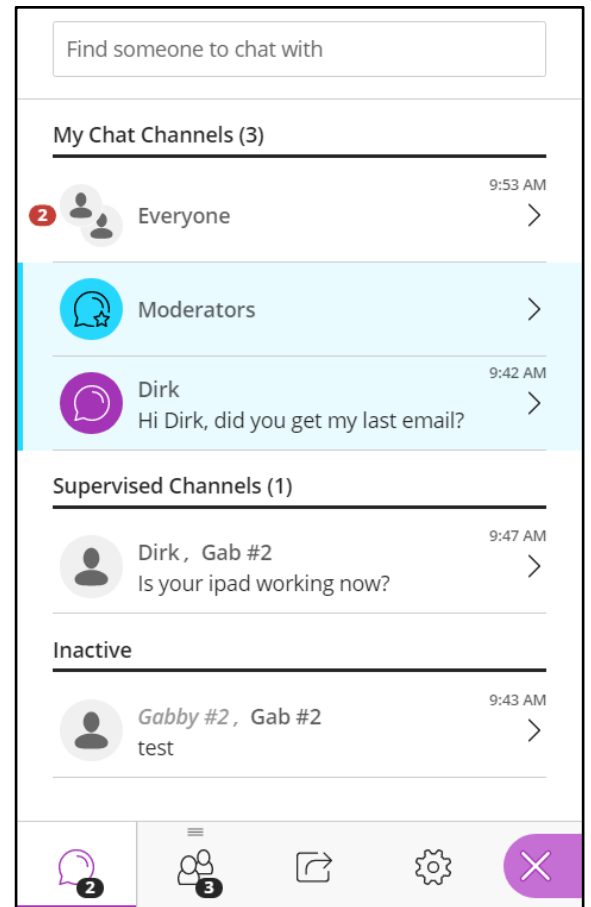 Find someone to chat with
My Chat Channels (3)
9:53 AM
2
Everyone
Moderators
9:42 AM
Dirk
Hi Dirk, did you get my last email?
Supervised Channels (1)
9:47 AM
Dirk, Gab #2
Is your ipad working now?
Inactive
9:43 AM
Gabby #2, Gab #2
test
2
3